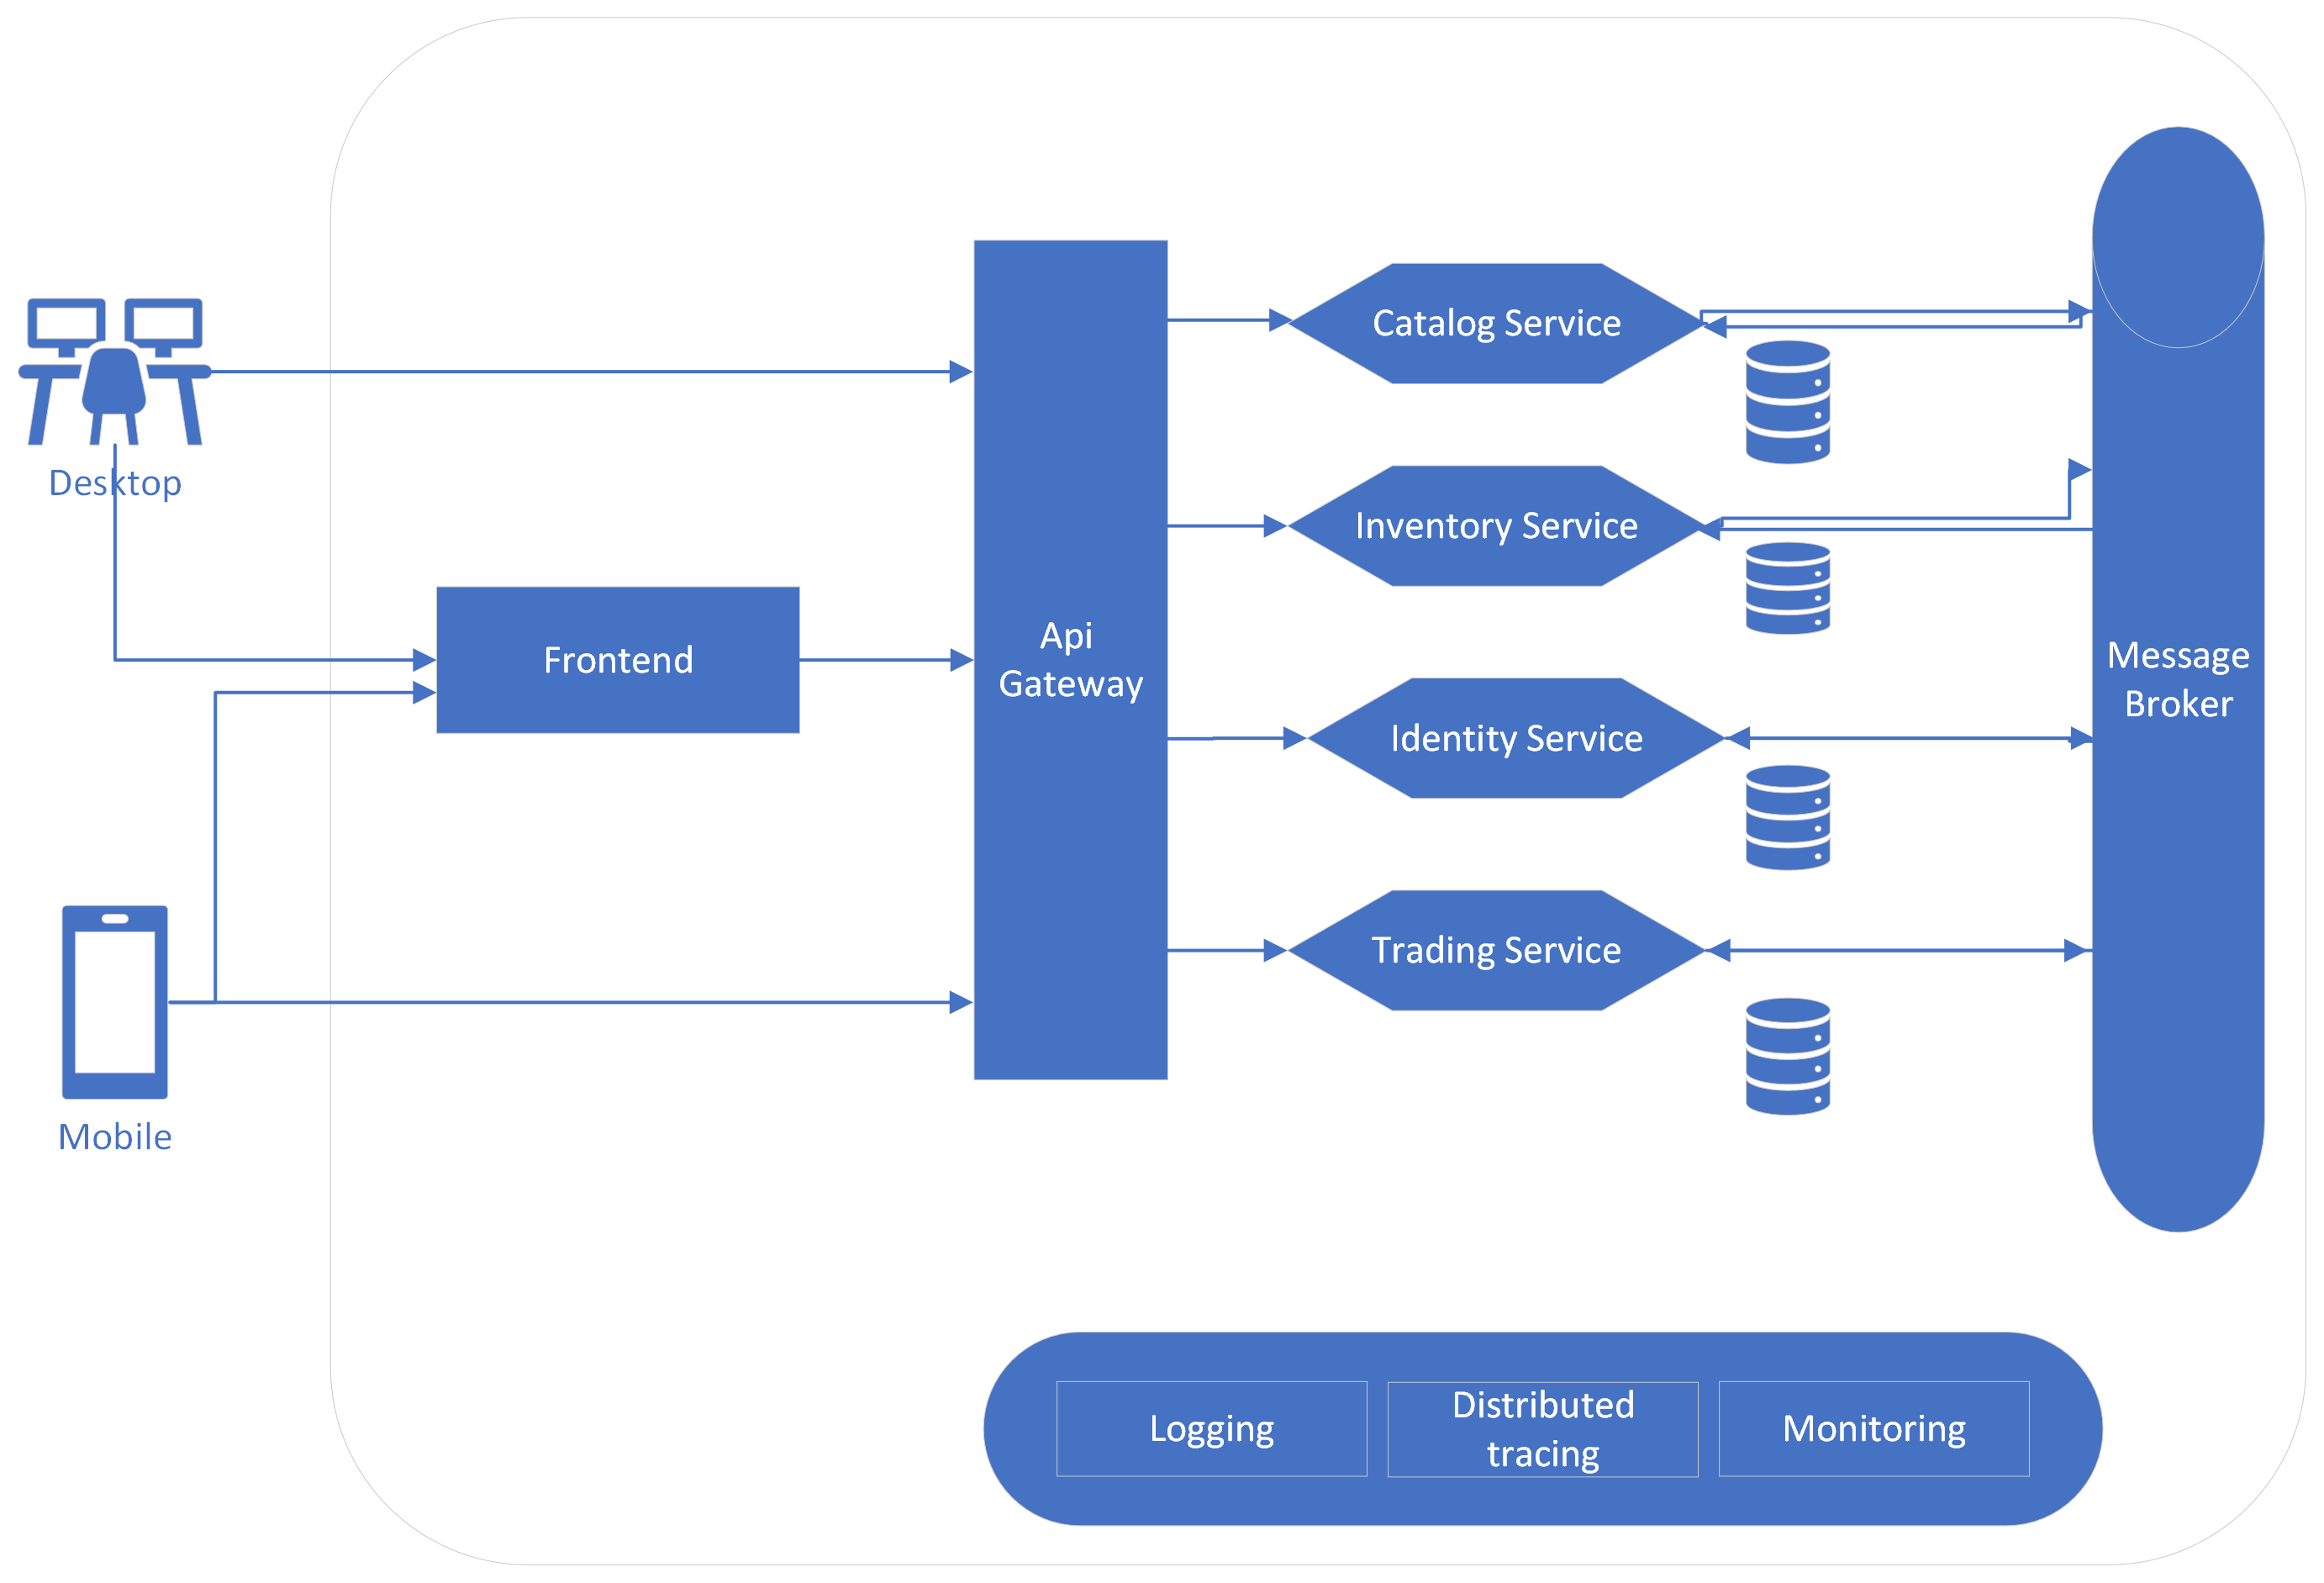 Desktop
Mobile
Frontend
Api
Gateway
Catalog Service
Inventory Service
Identity Service
Trading Service
Message
Broker
Logging
Distributed
tracing
Monitoring